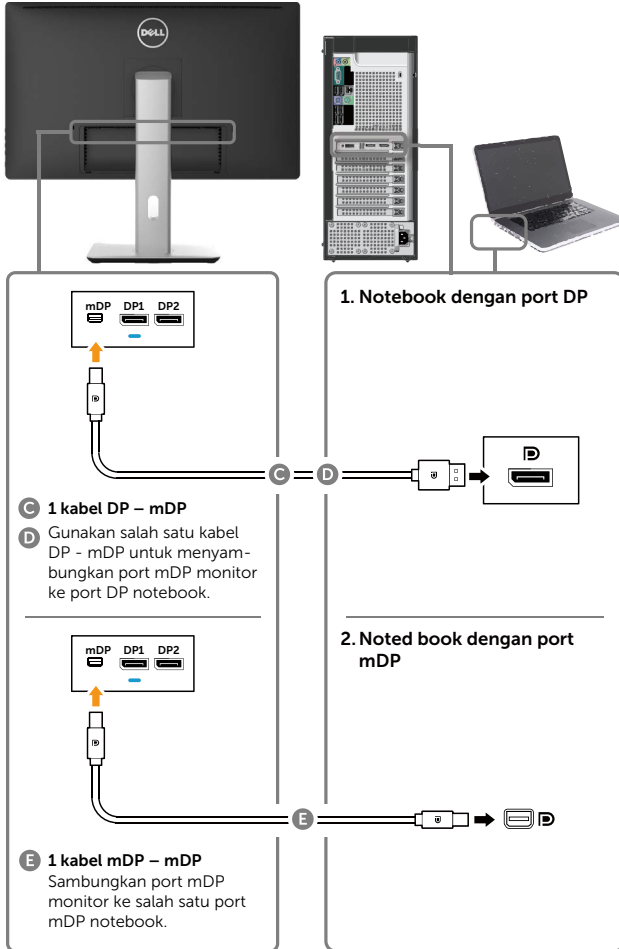 DELL
mDP DP1 DP2
C D
C 1 kabel DP – mDP
D Gunakan salah satu kabel
DP - mDP untuk menyam-
bungkan port mDP monitor
ke port DP notebook.
1. Notebook dengan port DP
mDP DP1 DP2
E
E 1 kabel mDP – mDP
Sambungkan port mDP
monitor ke salah satu port
mDP notebook.
2. Noted book dengan port
mDP